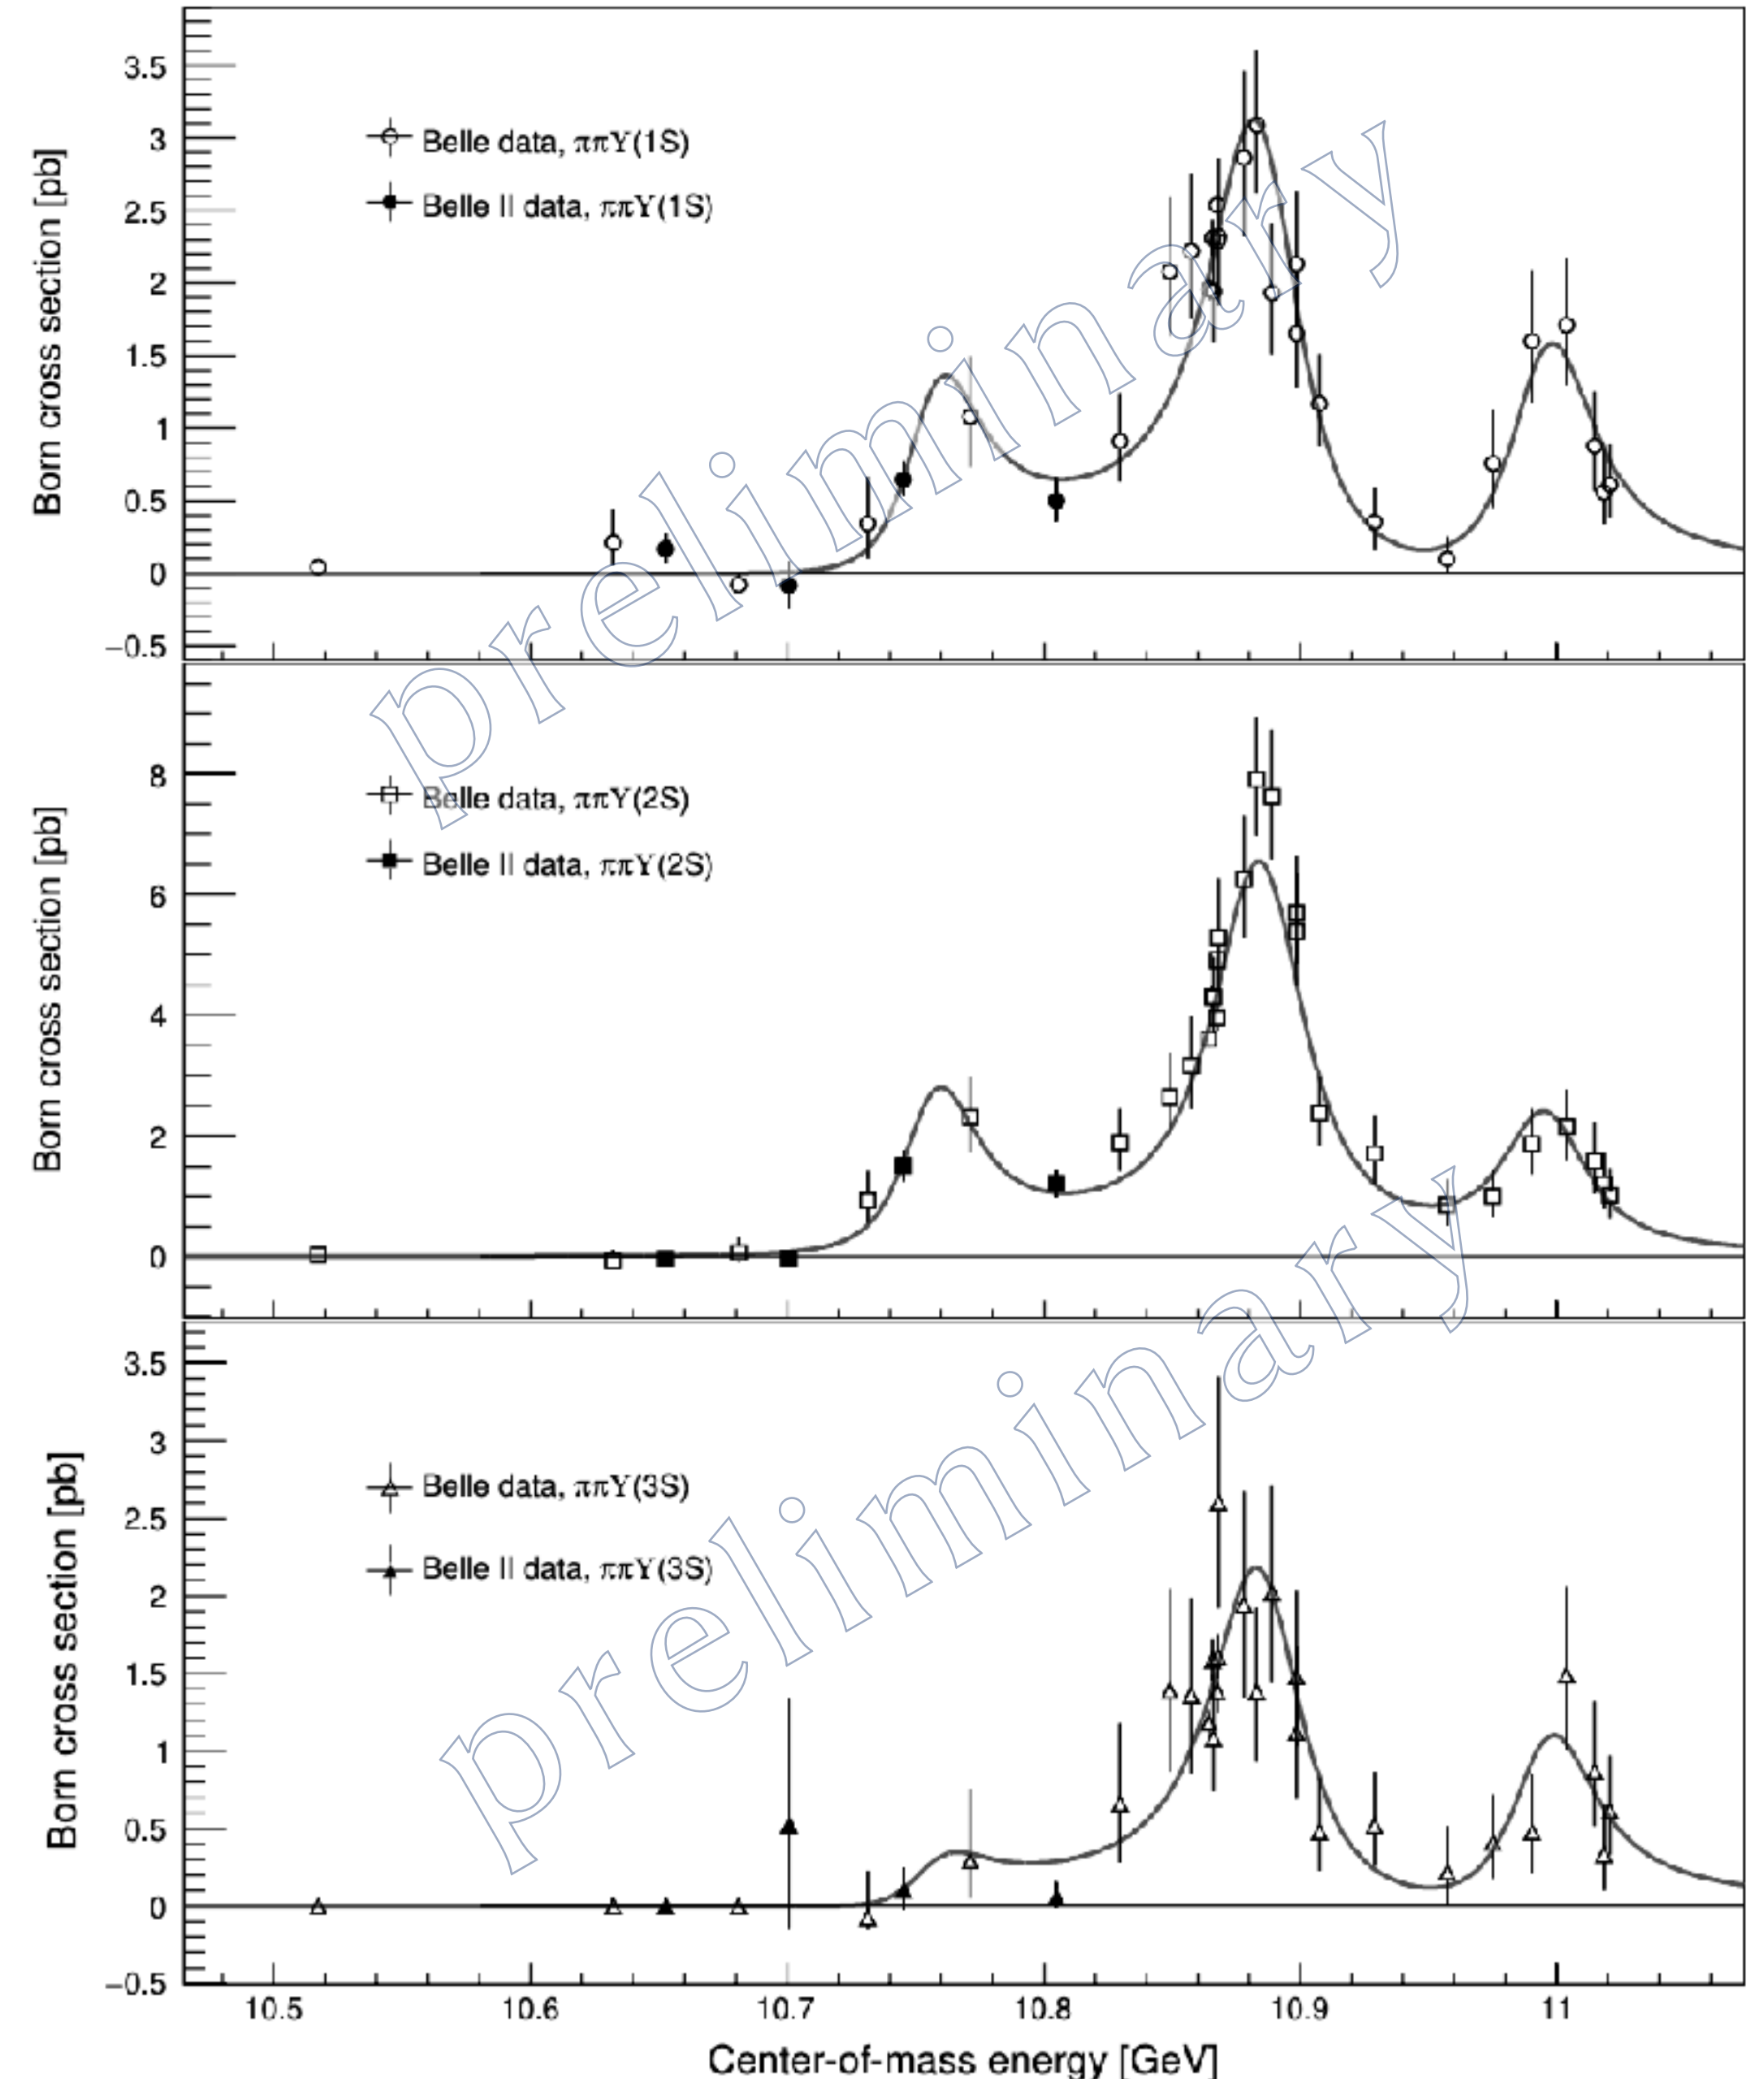 Born cross section [pb]
3.5
3
2.5
2
1.5
1
0.5
0
−0.5
Belle data, ππΥ(1S)
Belle II data, ππΥ(1S)
Born cross section [pb]
8
6
4
2
0
Belle data, ππΥ(2S)
Belle II data, ππΥ(2S)
preliminary
Born cross section [pb]
3.5
3
2.5
2
1.5
1
0.5
0
−0.5
Belle data, ππΥ(3S)
Belle II data, ππΥ(3S)
preliminary
10.5 10.6 10.7 10.8 10.9 11
Center-of-mass energy [GeV]